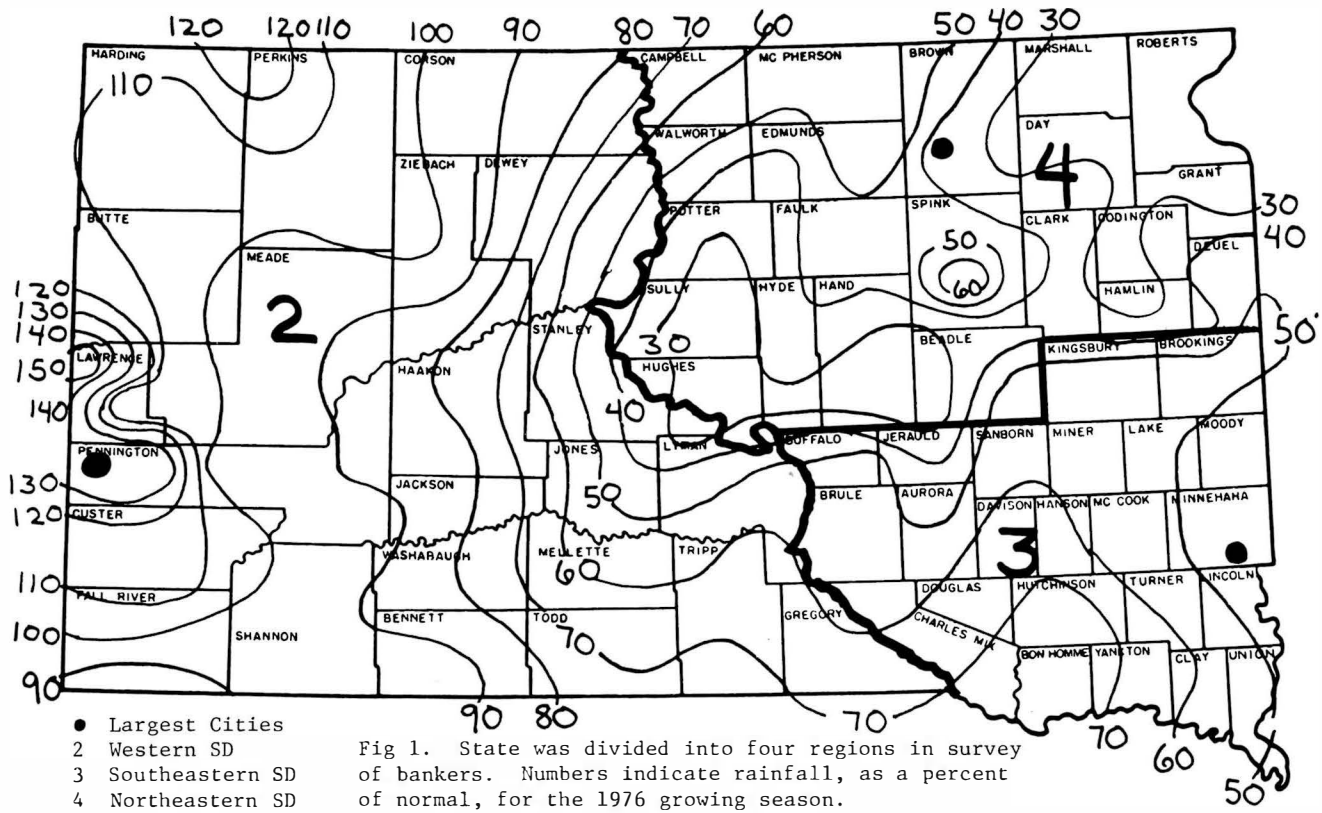 120 120 110 100 90 80 70 60 50 40 30
HARDING PERKINS CORSON CAMPBELL MC PHERSON BROWN MARSHALL ROBERTS
110
WALWORTH EDMUNDS DAY
4
ZIEBACH DEWEY
GRANT
BUTTE POTTER FAULK SPINK CLARK CODINGTON
30
40
DEUEL
50
60
MEADE
2
SULLY HYDE HAND HAMLIN
120
130
140
150
140
LAWRENCE
STANLEY
30
BEADLE KINGSBURY BROOKINGS
50
HAAKON HUGHES
40
PENNINGTON JONES LYMAN BUFFALO JERAULD SANBORN MINER LAKE MOODY
130
120
JACKSON
50
BRULE AURORA DAVISON HANSON MC COOK MINNEHAHA
CUSTER
3
WASHABAUGH MELLETTE TRIPP
60
110
FALL RIVER
DOUGLAS HUTCHINSON TURNER LINCOLN
100
SHANNON BENNETT TODD GREGORY CHARLES MIX
70
BON HOMME YANKTON CLAY UNION
90
90 80 70 70 60 50
● Largest Cities
2 Western SD
3 Southeastern SD
4 Northeastern SD
Fig 1. State was divided into four regions in survey
of bankers. Numbers indicate rainfall, as a percent
of normal, for the 1976 growing season.